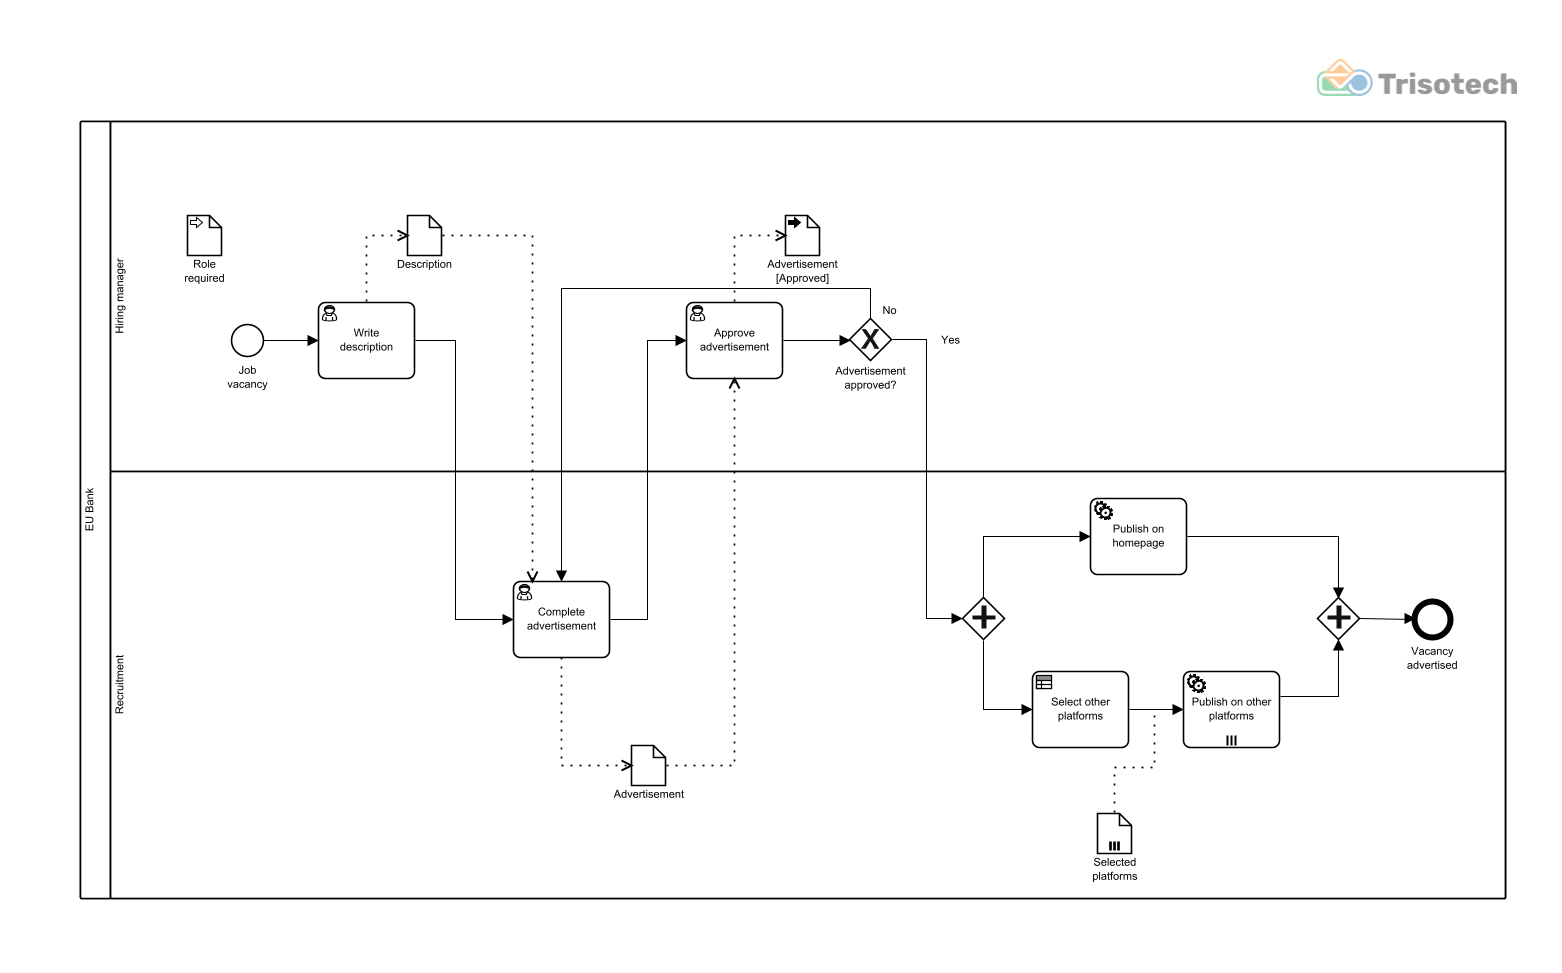 Trisotech
EU Bank
Hiring manager
Role
required
Description
Advertisement
[Approved]
Job
vacancy
Write
description
Approve
advertisement
No
Yes
Advertisement
approved?
Recruitment
Complete
advertisement
Advertisement
Publish on
homepage
Select other
platforms
Publish on other
platforms
Selected
platforms
Vacancy
advertised